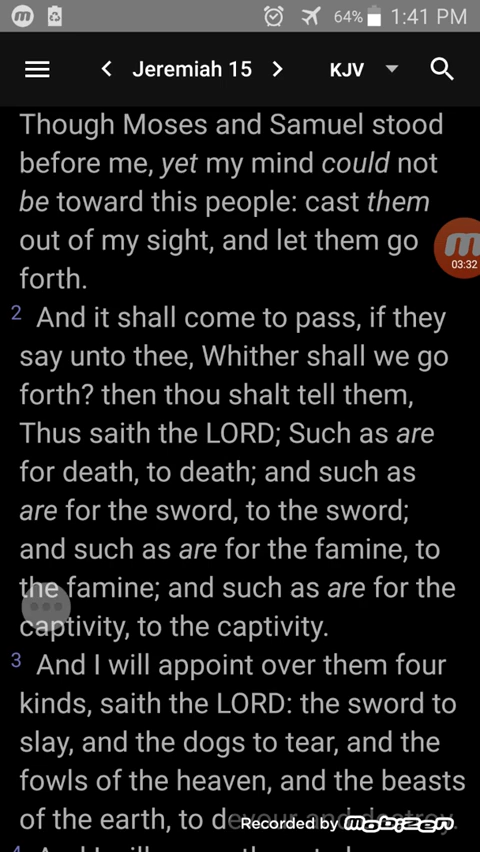 64% 1:41 PM
Jeremiah 15 KJV
Though Moses and Samuel stood
before me, yet my mind could not
be toward this people: cast them
out of my sight, and let them go
forth.
03:32
2 And it shall come to pass, if they
say unto thee, Whither shall we go
forth? then thou shalt tell them,
Thus saith the LORD; Such as are
for death, to death; and such as
are for the sword, to the sword;
and such as are for the famine, to
the famine; and such as are for the
captivity, to the captivity.
3 And I will appoint over them four
kinds, saith the LORD: the sword to
slay, and the dogs to tear, and the
fowls of the heaven, and the beasts
of the earth, to devour and destroy.
Recorded by mobizen